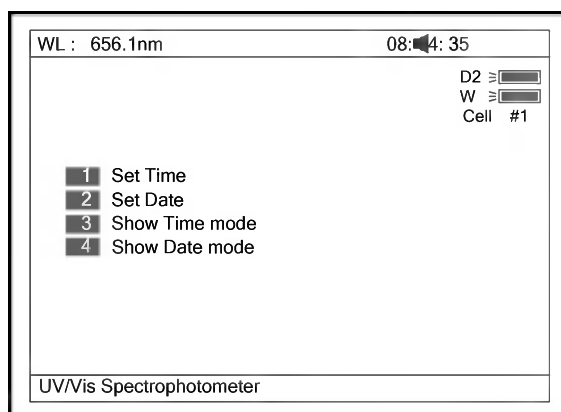 WL : 656.1nm 4: 35
D2
W
Cell #1
1 Set Time
2 Set Date
3 Show Time mode
4 Show Date mode
UV/Vis Spectrophotometer